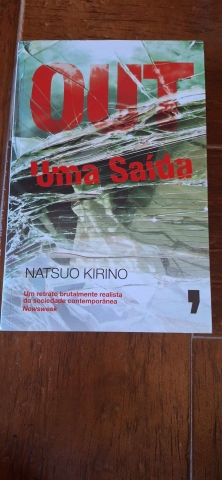 OUT
Uma Saída
NATSUO KIRINO
Um retrato brutalmente realista
da sociedade contemporânea
Newsweek